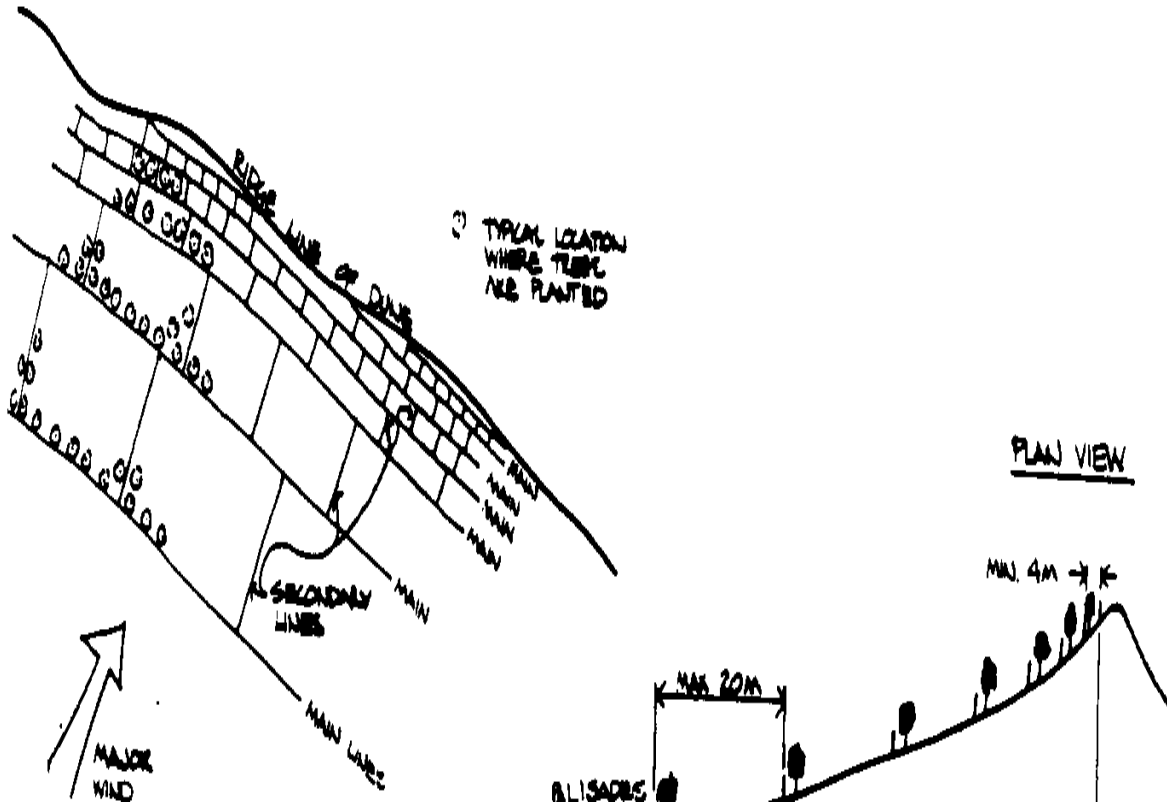 RIDGE LINE OF DUNE
TYPICAL LOCATION
WHERE TREES
ARE PLANTED
MAIN
MAIN
MAIN
MAIN
MAIN
SECONDARY
LINES
MAIN LINES
MAJOR
WIND
PLAN VIEW
MIN. 4M
MAX 20M
PALISADES